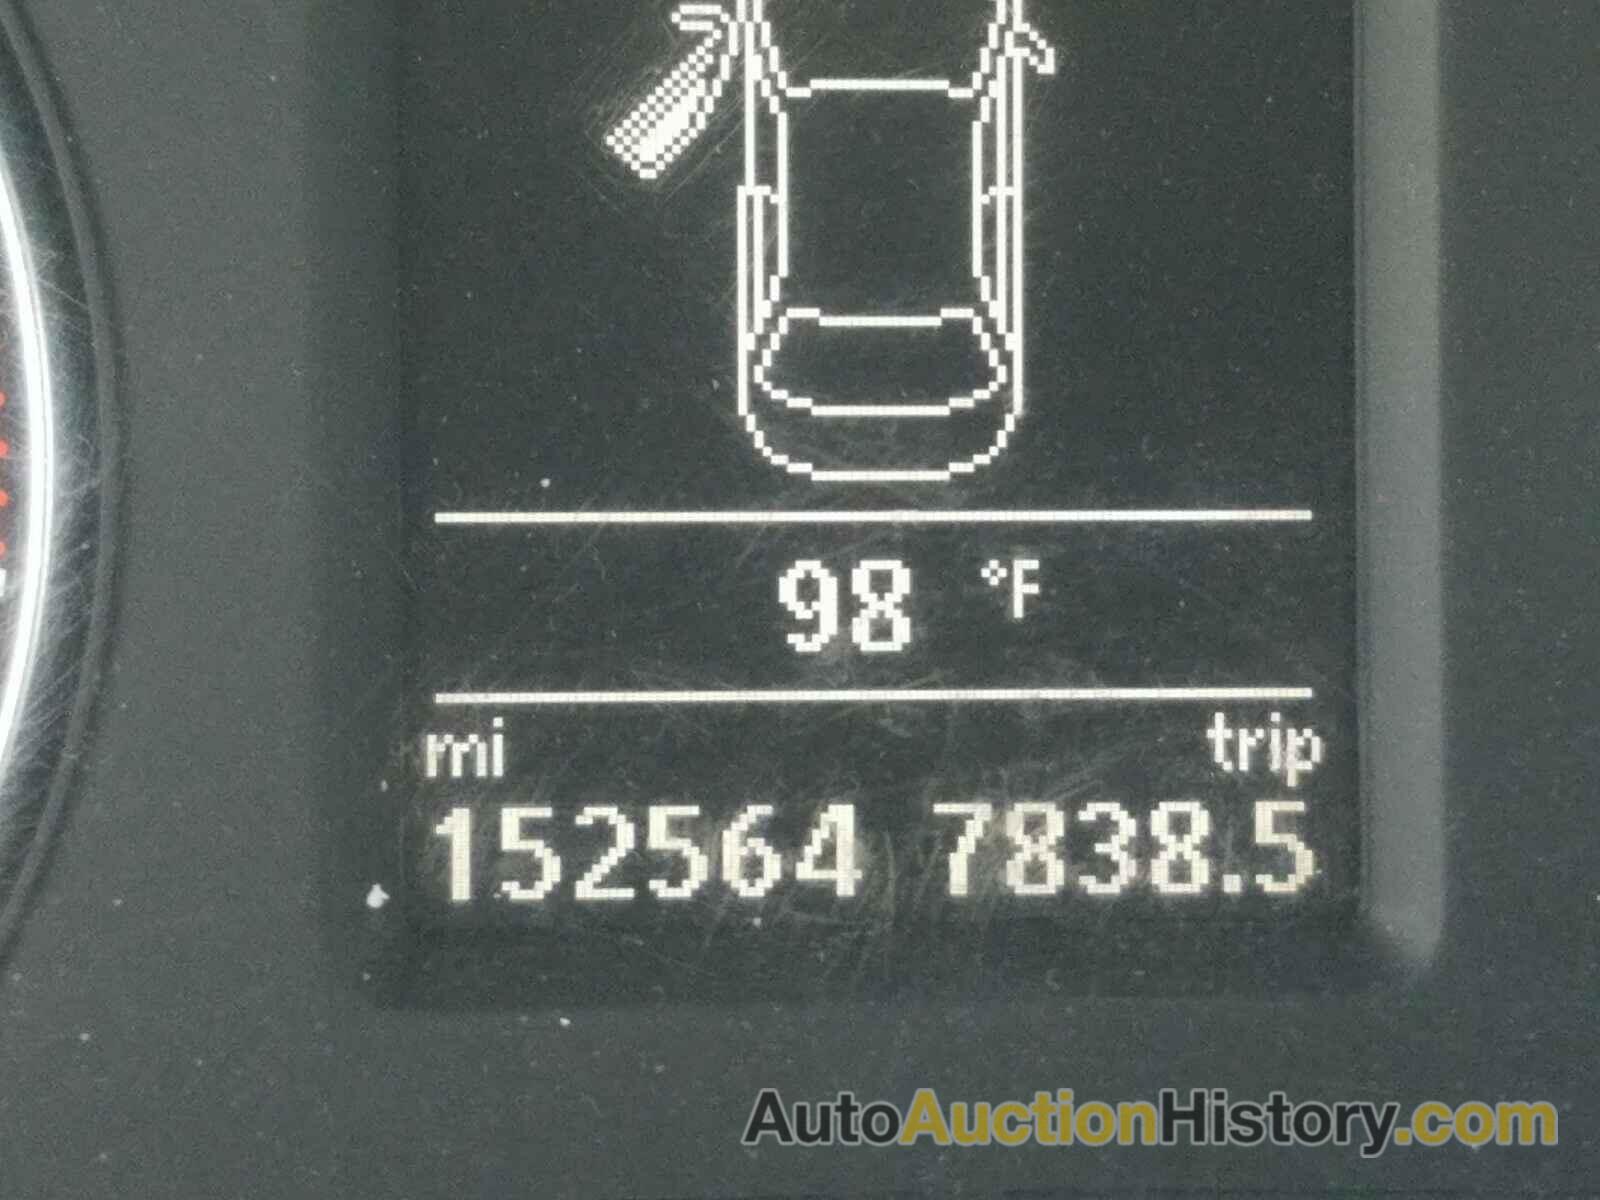 98 °F
mi trip
152564 7838.5
AutoAuctionHistory.com